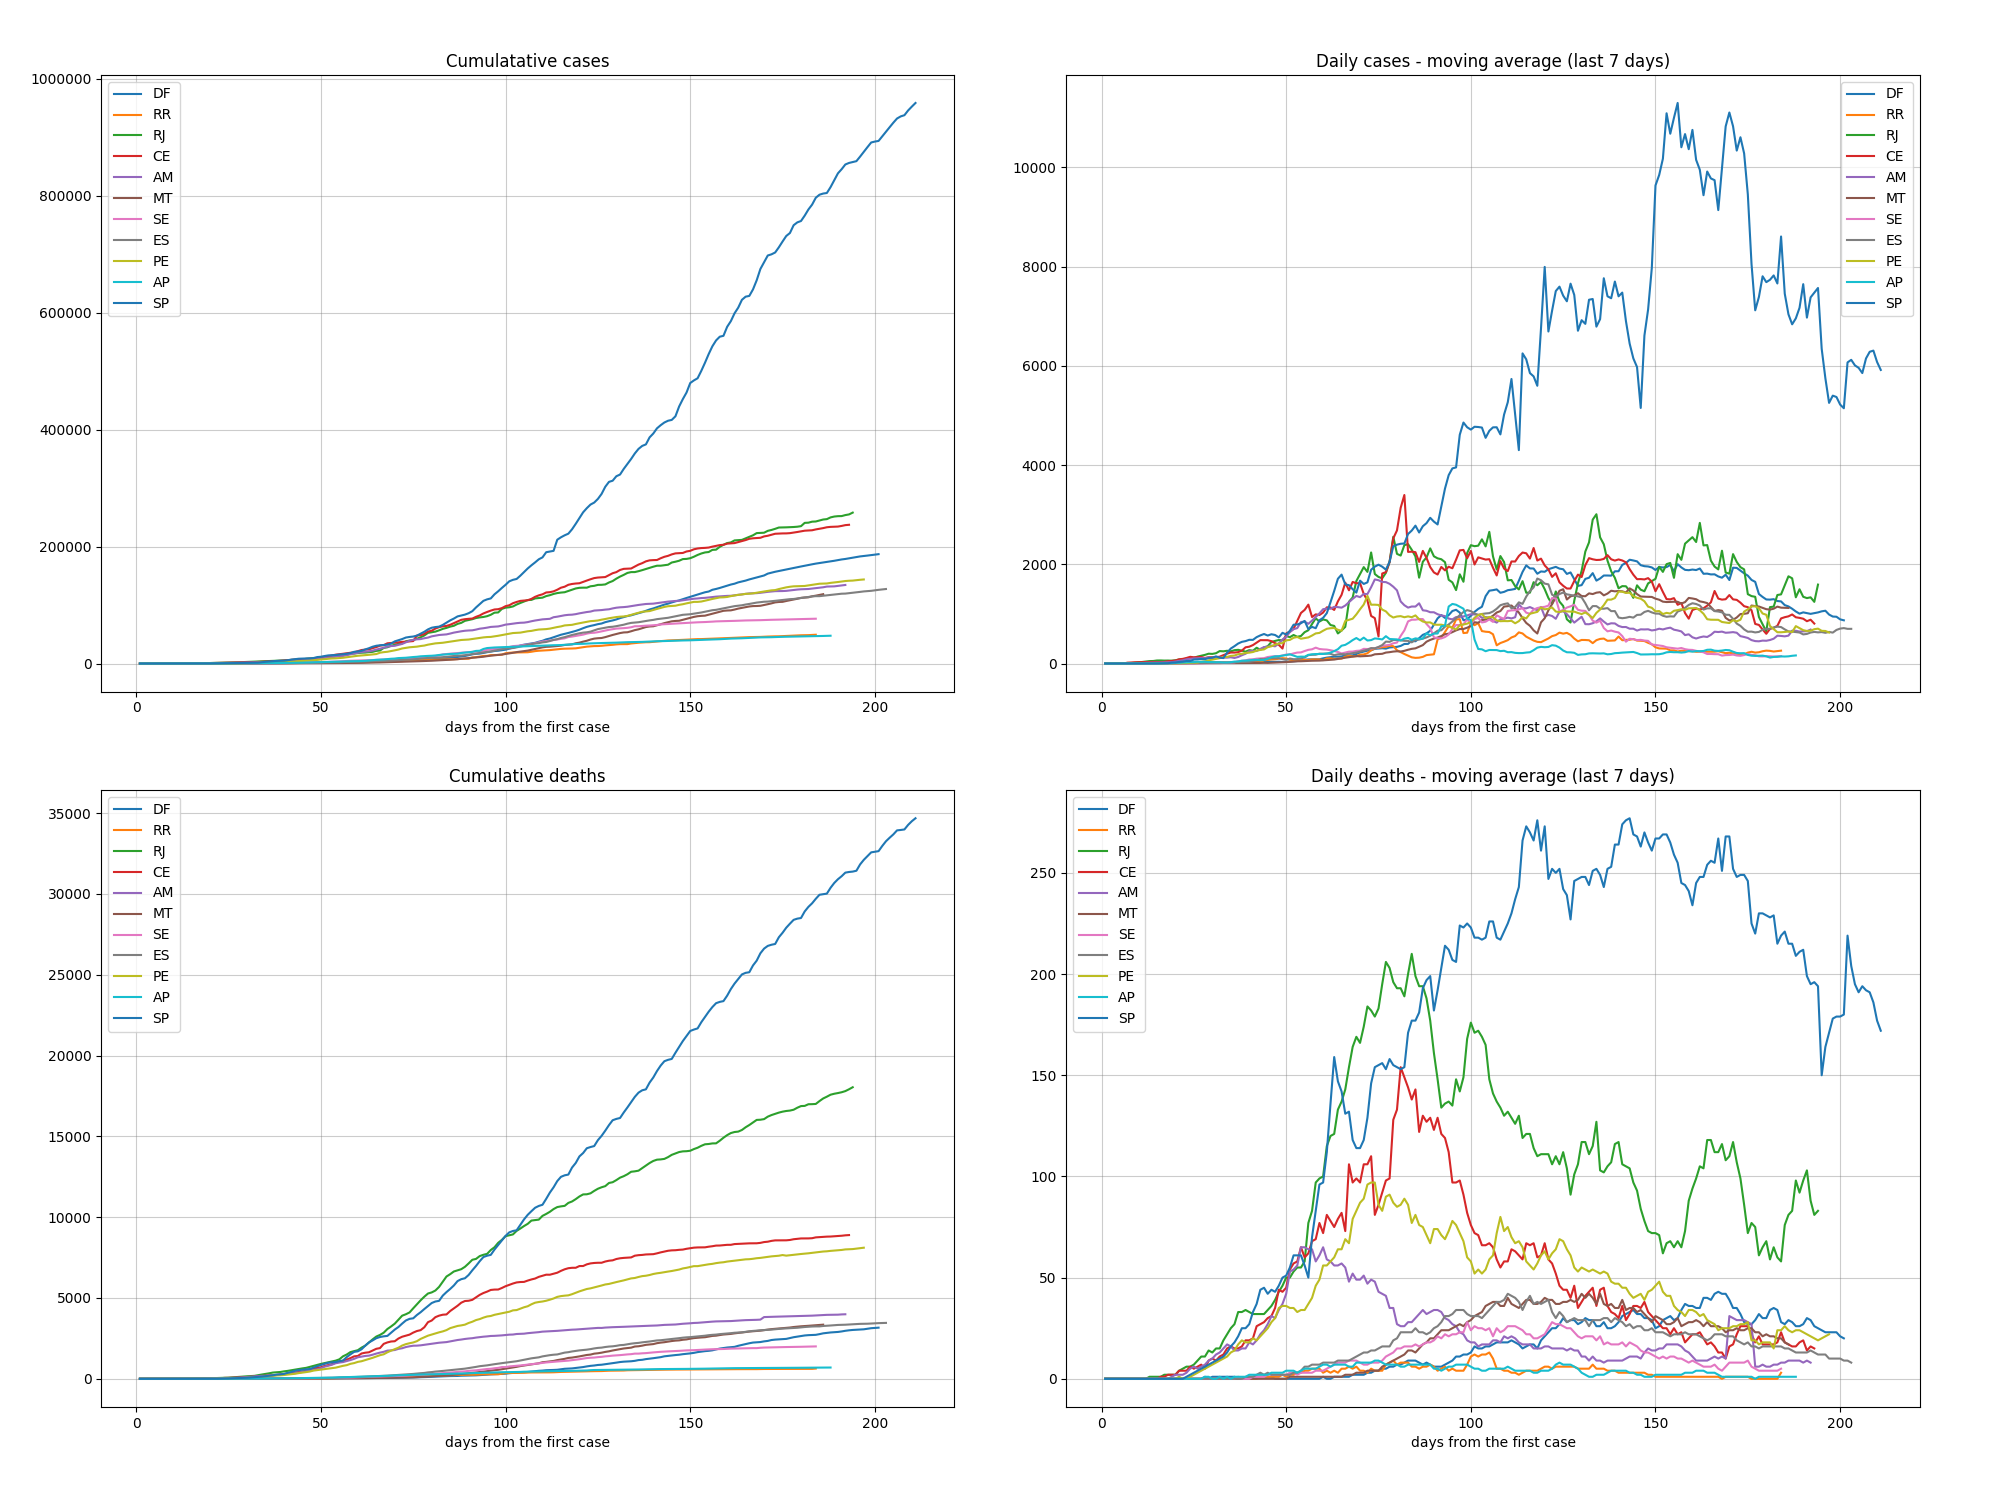 Cumulatative cases
1000000
800000
600000
400000
200000
0
DF
RR
RJ
CE
AM
MT
SE
ES
PE
AP
SP
0 50 100 150 200
days from the first case
Daily cases - moving average (last 7 days)
10000
8000
6000
4000
2000
0
DF
RR
RJ
CE
AM
MT
SE
ES
PE
AP
SP
0 50 100 150 200
days from the first case
Cumulative deaths
35000
30000
25000
20000
15000
10000
5000
0
DF
RR
RJ
CE
AM
MT
SE
ES
PE
AP
SP
0 50 100 150 200
days from the first case
Daily deaths - moving average (last 7 days)
250
200
150
100
50
0
DF
RR
RJ
CE
AM
MT
SE
ES
PE
AP
SP
0 50 100 150 200
days from the first case